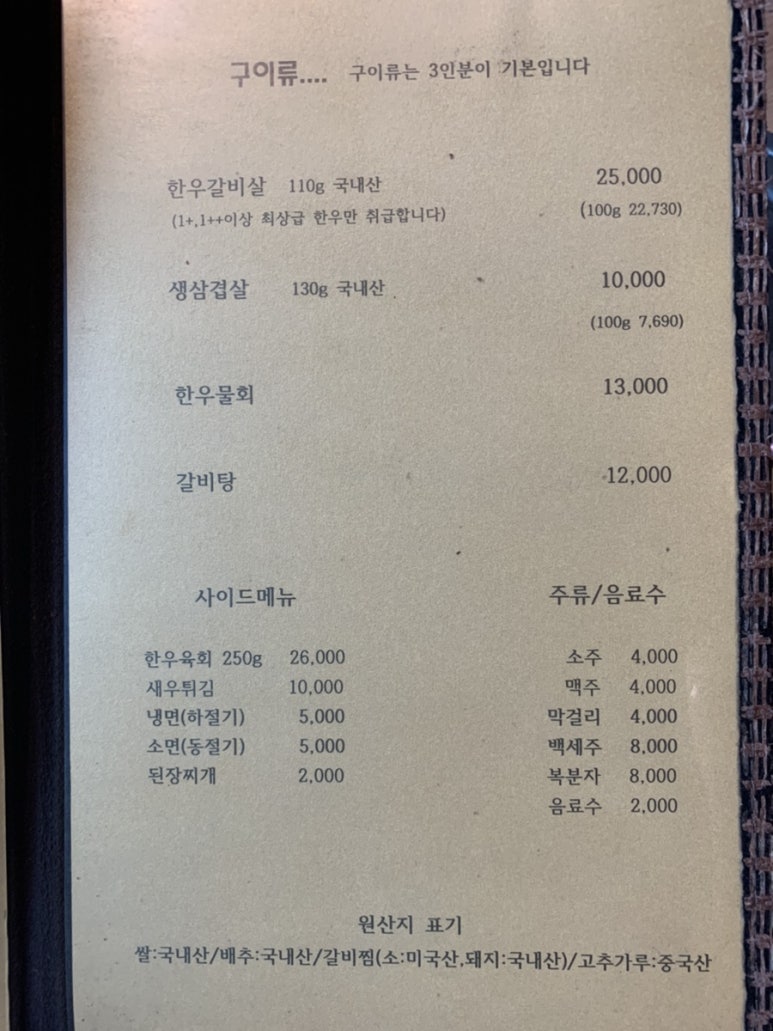 구이류.... 구이류는 3인분이 기본입니다
한우갈비살 110g 국내산 25,000
(1+,1++이상 최상급 한우만 취급합니다) (100g 22,730)
생삼겹살 130g 국내산 10,000
(100g 7,690)
한우물회 13,000
갈비탕 12,000
사이드메뉴
한우육회 250g 26,000
새우튀김 10,000
냉면(하절기) 5,000
소면(동절기) 5,000
된장찌개 2,000
주류/음료수
소주 4,000
맥주 4,000
막걸리 4,000
백세주 8,000
복분자 8,000
음료수 2,000
원산지 표기
쌀:국내산/배추:국내산/갈비찜(소:미국산,돼지:국내산)/고추가루:중국산